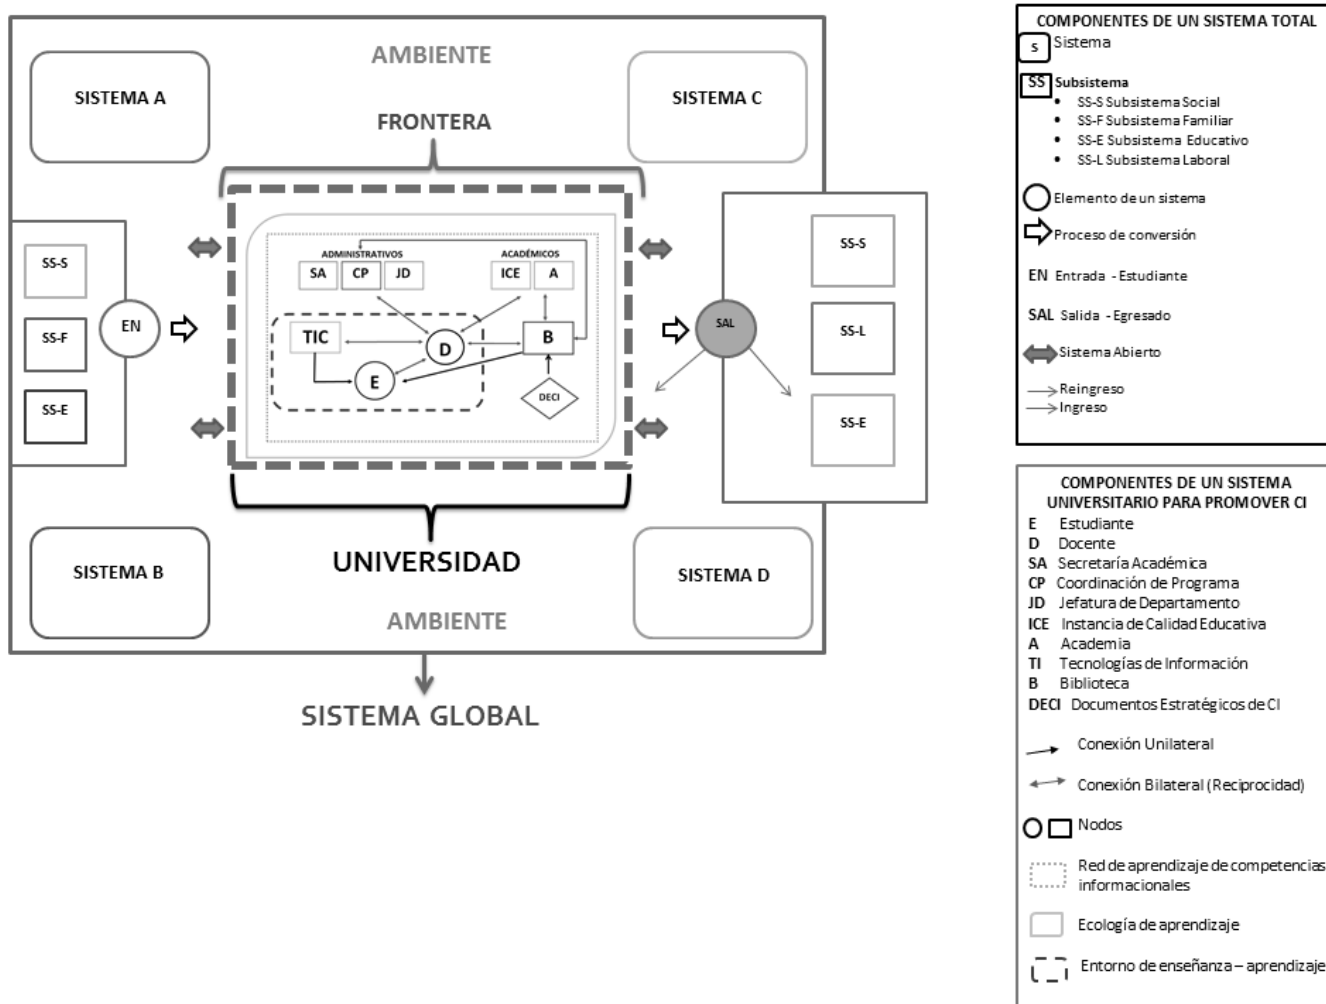 AMBIENTE
SISTEMA A
SISTEMA C
FRONTERA
ADMINISTRATIVOS
ACADÉMICOS
SA
CP
JD
ICE
A
SS-S
SS-F
SS-E
EN
TIC
D
B
E
DECI
SAL
SS-S
SS-L
SS-E
UNIVERSIDAD
SISTEMA B
SISTEMA D
AMBIENTE
SISTEMA GLOBAL
COMPONENTES DE UN SISTEMA TOTAL
S Sistema
SS Subsistema
• SS-S Subsistema Social
• SS-F Subsistema Familiar
• SS-E Subsistema Educativo
• SS-L Subsistema Laboral
Elemento de un sistema
Proceso de conversión
EN Entrada - Estudiante
SAL Salida - Egresado
Sistema Abierto
Reingreso
Ingreso
COMPONENTES DE UN SISTEMA
UNIVERSITARIO PARA PROMOVER CI
E Estudiante
D Docente
SA Secretaría Académica
CP Coordinación de Programa
JD Jefatura de Departamento
ICE Instancia de Calidad Educativa
A Academia
TI Tecnologías de Información
B Biblioteca
DECI Documentos Estratégicos de CI
Conexión Unilateral
Conexión Bilateral (Reciprocidad)
Nodos
Red de aprendizaje de competencias
informacionales
Ecología de aprendizaje
Entorno de enseñanza – aprendizaje